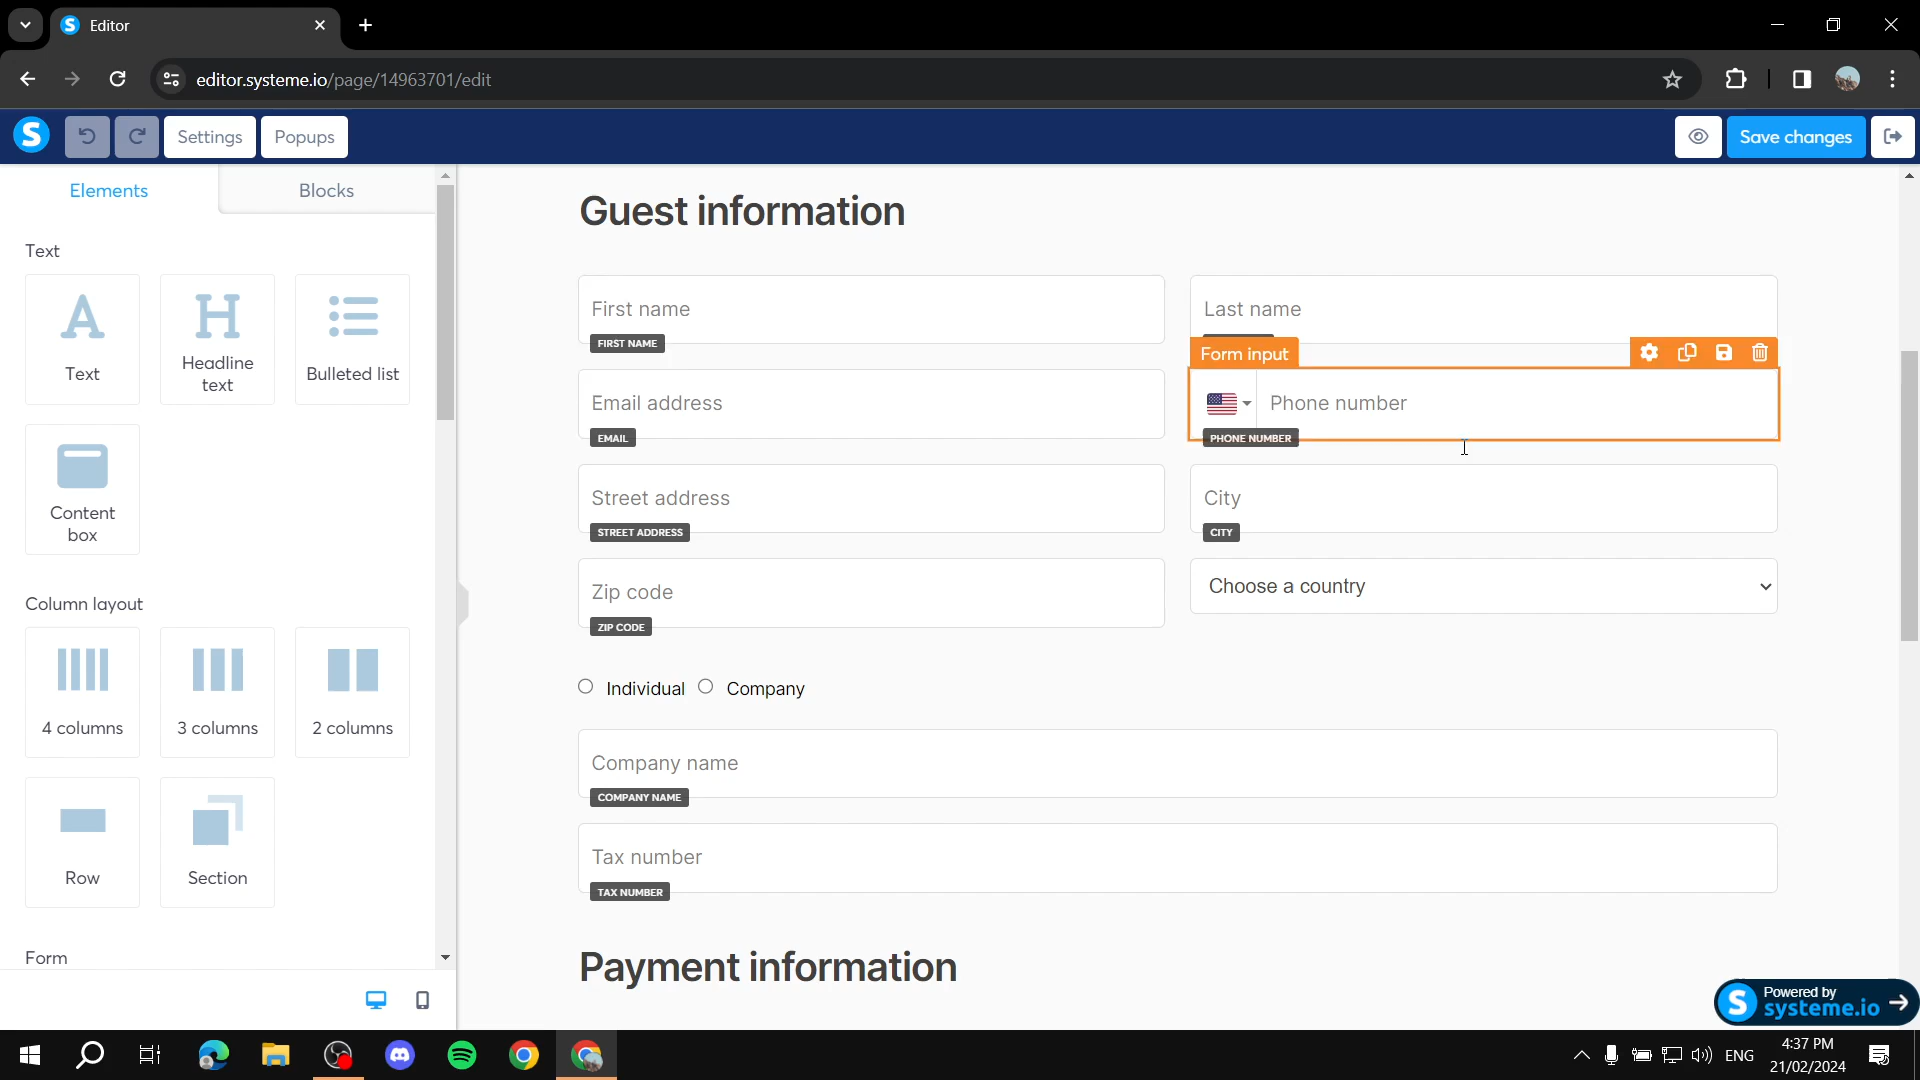 Editor
editor.systeme.io/page/14963701/edit
Settings
Popups
Save changes
Elements
Blocks
Text
Text
Headline
text
Bulleted list
Content
box
Column layout
4 columns
3 columns
2 columns
Row
Section
Form
Guest information
First name
FIRST NAME
Last name
Form input
Email address
EMAIL
Phone number
PHONE NUMBER
Street address
STREET ADDRESS
City
CITY
Zip code
ZIP CODE
Choose a country
Individual
Company
Company name
COMPANY NAME
Tax number
TAX NUMBER
Payment information
Powered by
systeme.io
ENG
4:37 PM
21/02/2024